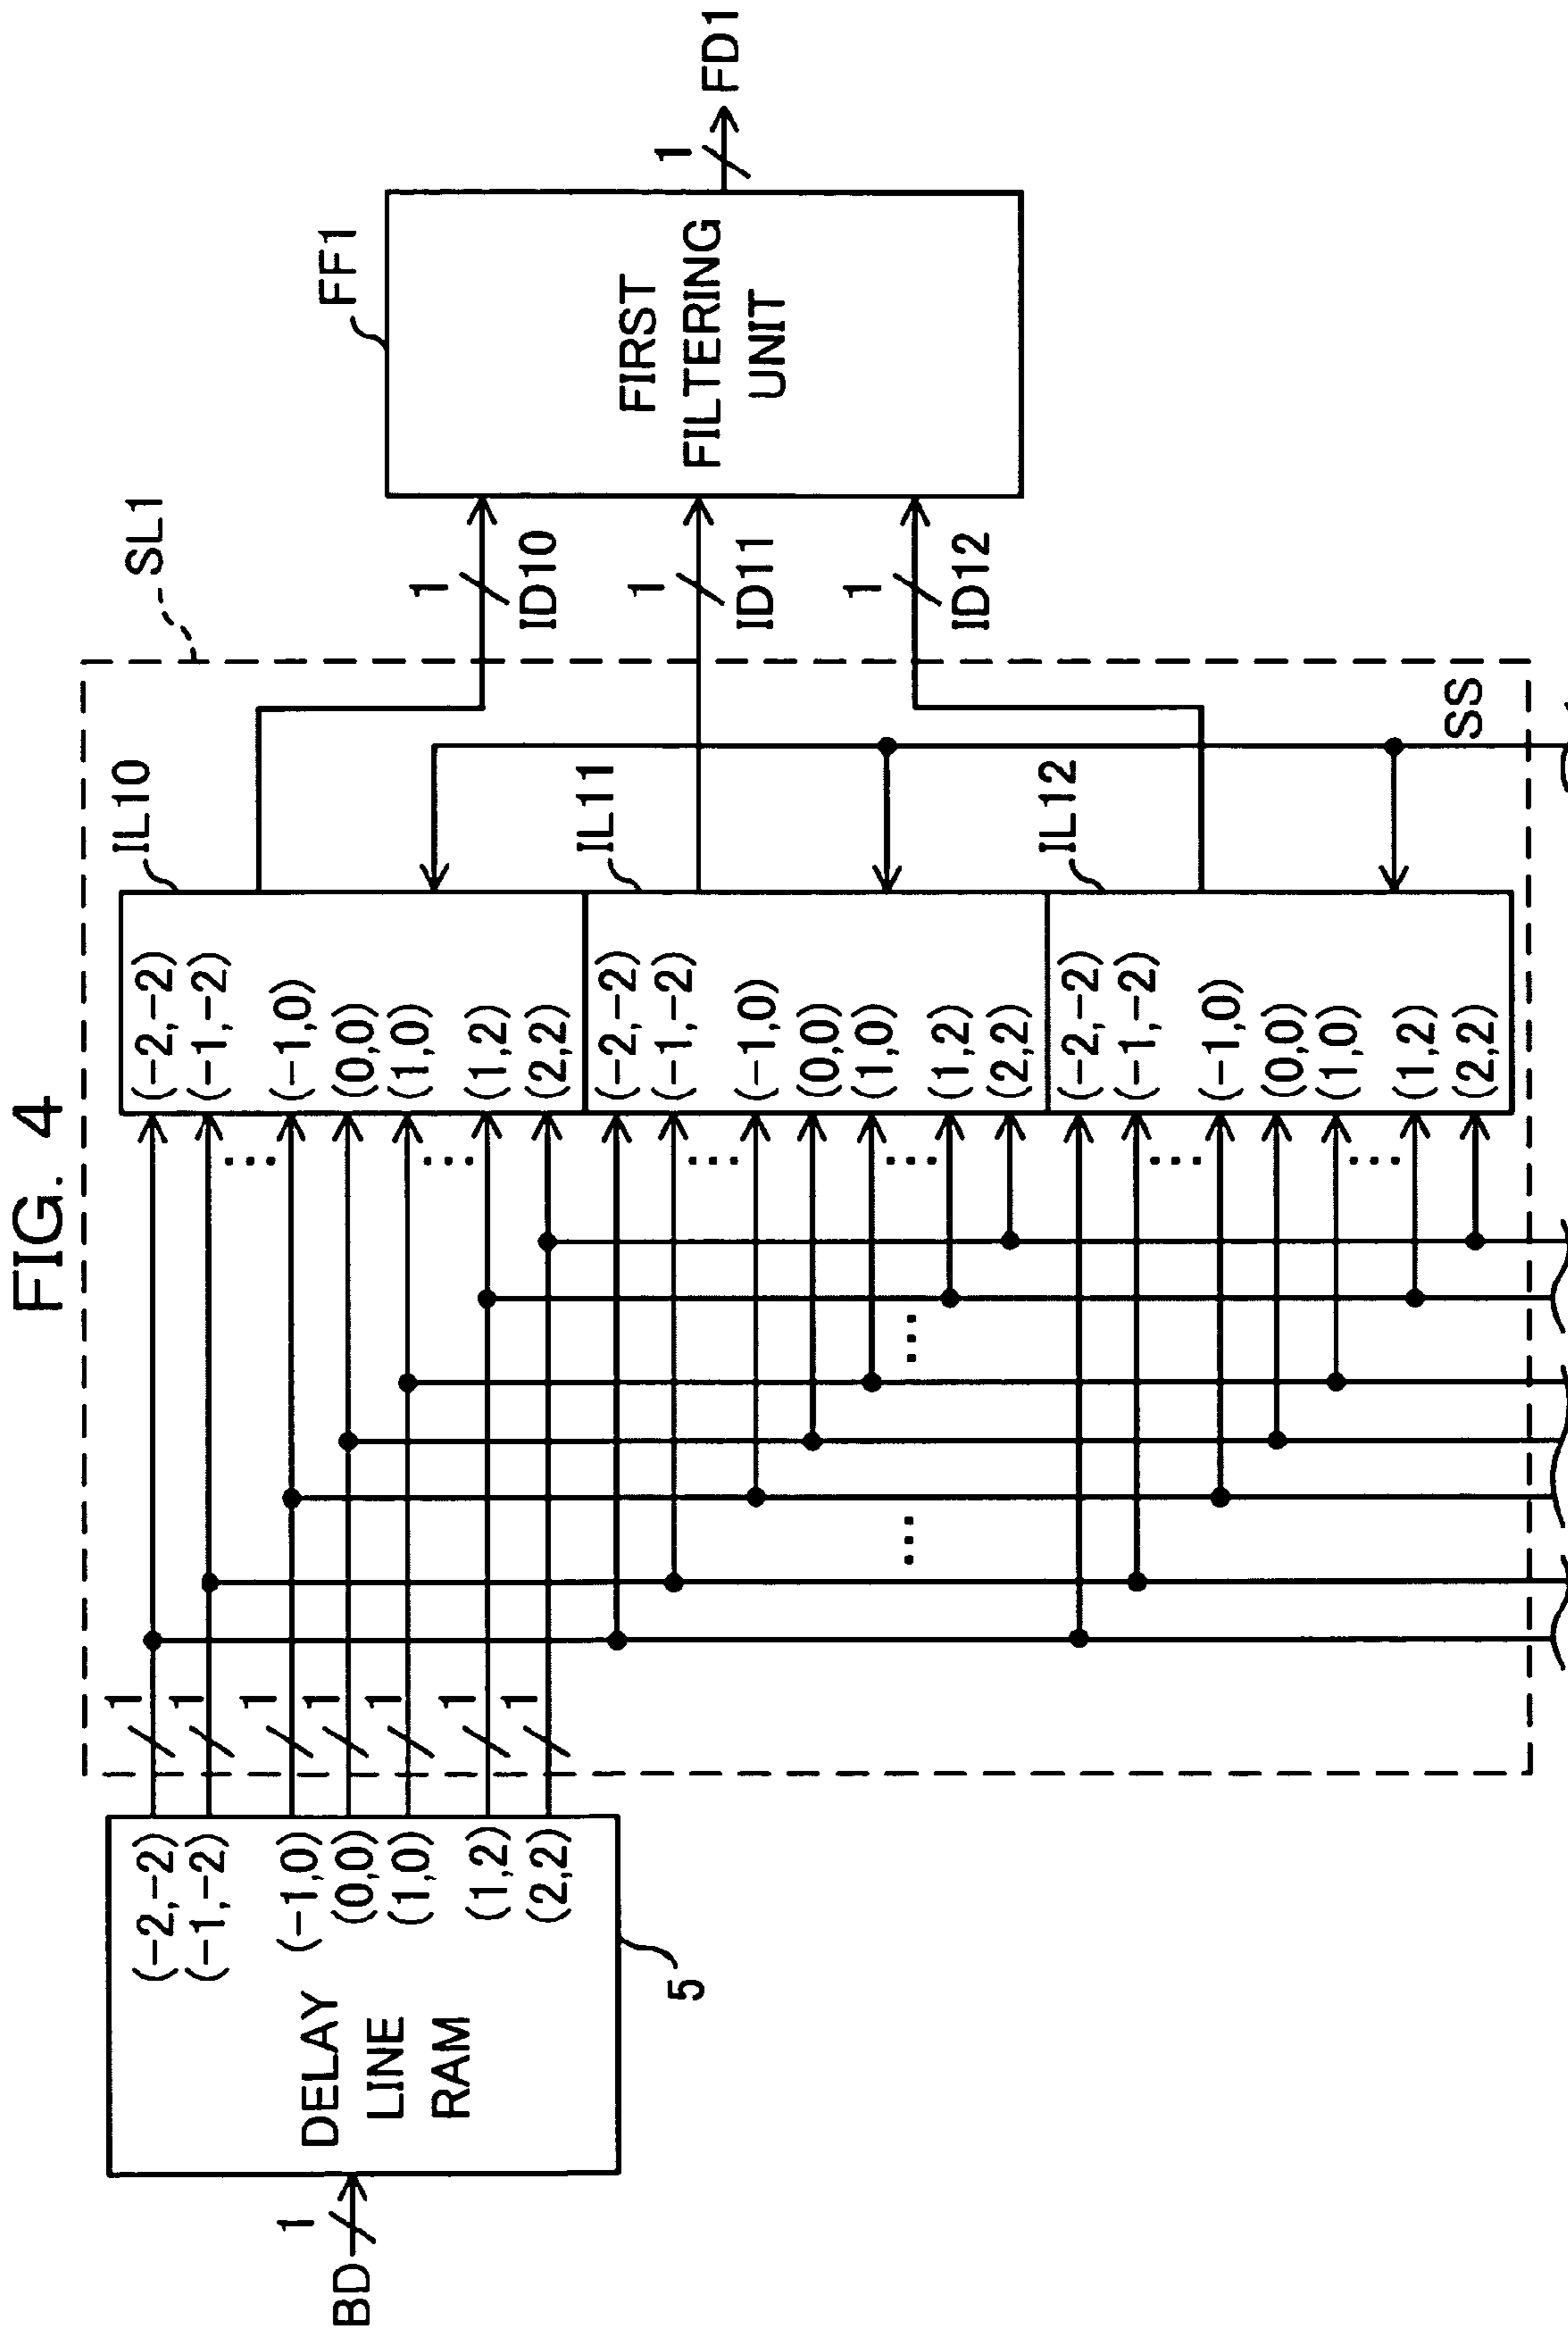 FIG. 4
BD
1
DELAY
LINE
RAM
5
(−2,−2)
(−1,−2)
(−1,0)
(0,0)
(1,0)
(1,2)
(2,2)
1
1
1
1
1
1
1
...
...
...
...
...
...
...
...
SL1
IL10
(−2,−2)
(−1,−2)
(−1,0)
(0,0)
(1,0)
(1,2)
(2,2)
IL11
(−2,−2)
(−1,−2)
(−1,0)
(0,0)
(1,0)
(1,2)
(2,2)
IL12
(−2,−2)
(−1,−2)
(−1,0)
(0,0)
(1,0)
(1,2)
(2,2)
SS
1
ID10
1
ID11
1
ID12
FF1
FIRST
FILTERING
UNIT
1
FD1